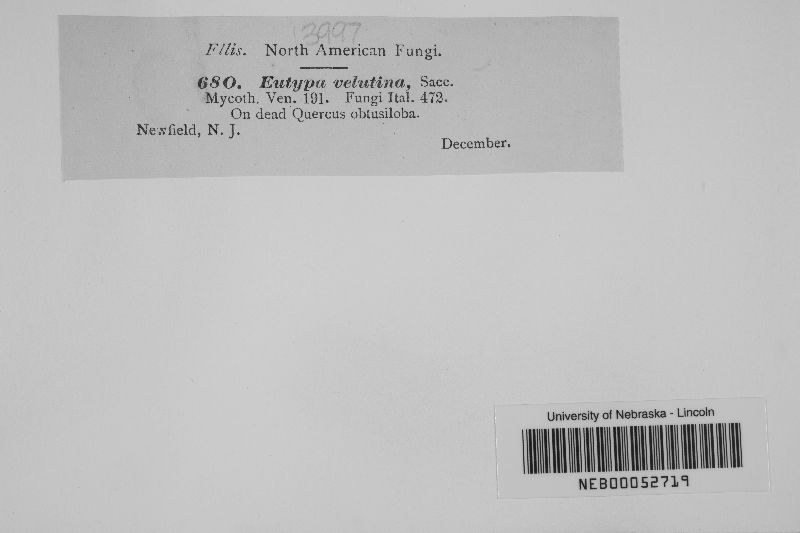 13997
Ellis. North American Fungi.
680. Eutypa velutina, Sacc.
Mycoth. Ven. 191. Fungi Ital. 472.
On dead Quercus obtusiloba.
Newfield, N. J.
December.
University of Nebraska - Lincoln
NEB00052719